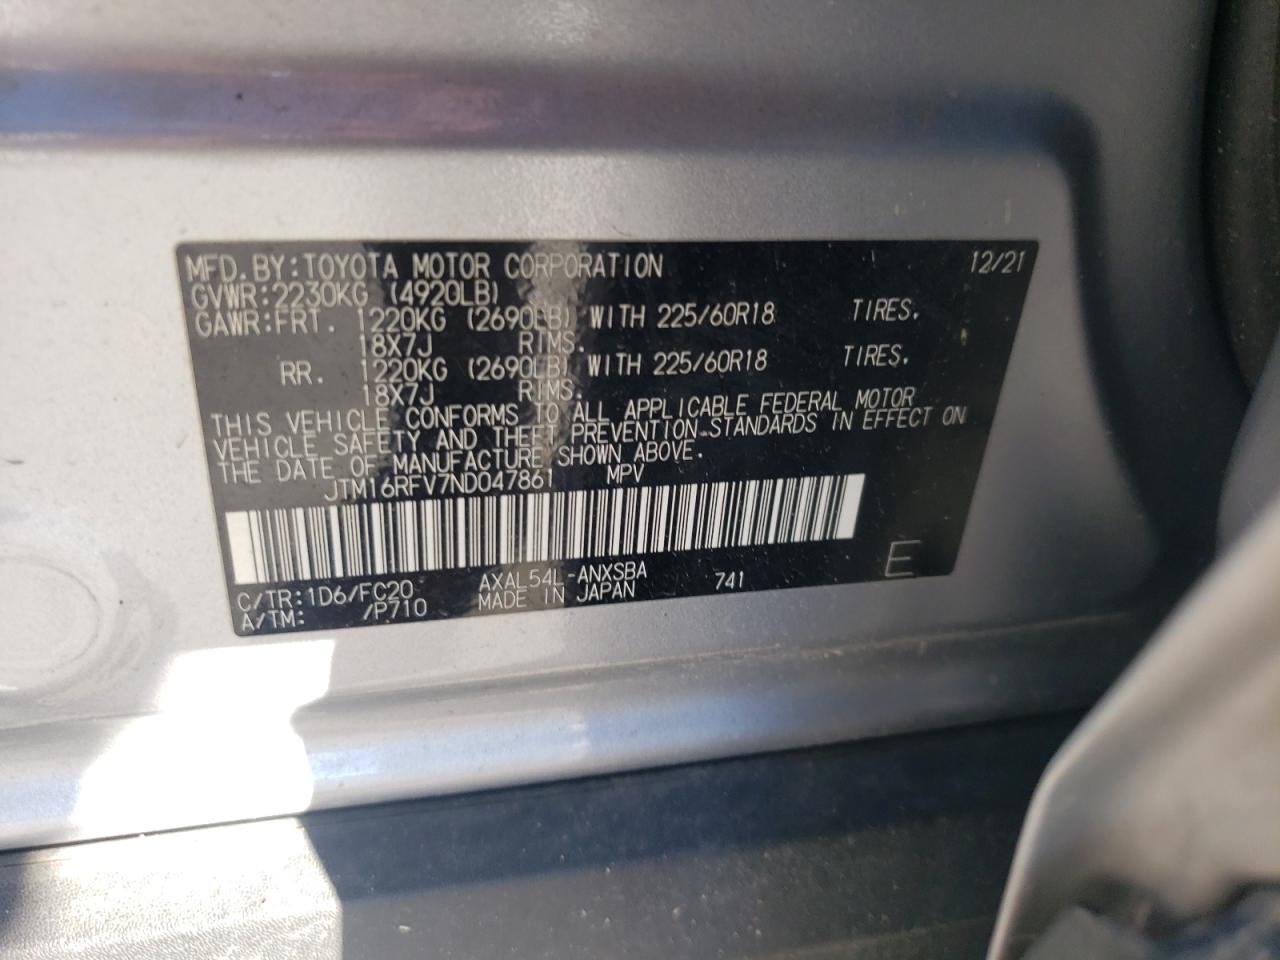 MFD.BY:TOYOTA MOTOR CORPORATION 12/21
GVWR:2230KG (4920LB)
GAWR:FRT. 1220KG (2690LB) WITH 225/60R18 TIRES.
18X7J RIMS.
RR. 1220KG (2690LB) WITH 225/60R18 TIRES.
18X7J RIMS.
THIS VEHICLE CONFORMS TO ALL APPLICABLE FEDERAL MOTOR
VEHICLE SAFETY AND THEFT PREVENTION STANDARDS IN EFFECT ON
THE DATE OF MANUFACTURE SHOWN ABOVE.
JTM16RFV7ND047861 MPV
C/TR:1D6/FC20 AXAL54L-ANXSBA 741 E
A/TM: /P710 MADE IN JAPAN